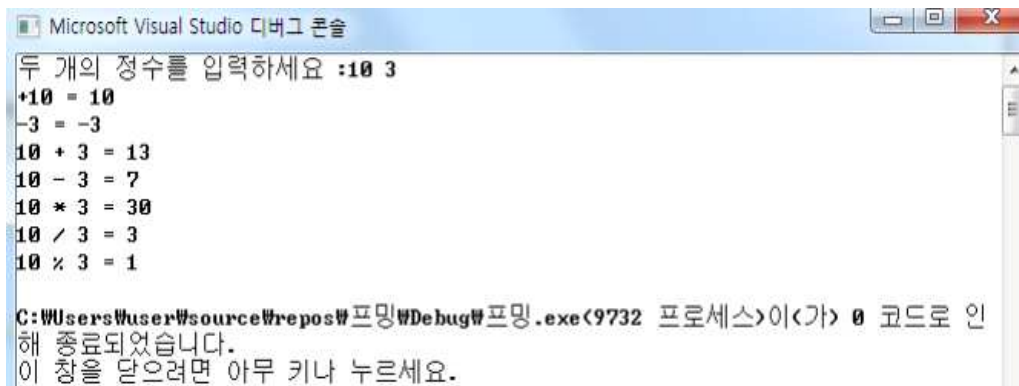 Microsoft Visual Studio 디버그 콘솔
두 개의 정수를 입력하세요 :10 3
+10 = 10
-3 = -3
10 + 3 = 13
10 - 3 = 7
10 * 3 = 30
10 / 3 = 3
10 % 3 = 1
C:₩Users₩user₩source₩repos₩프밍₩Debug₩프밍.exe(9732 프로세스)이(가) 0 코드로 인
해 종료되었습니다.
이 창을 닫으려면 아무 키나 누르세요.